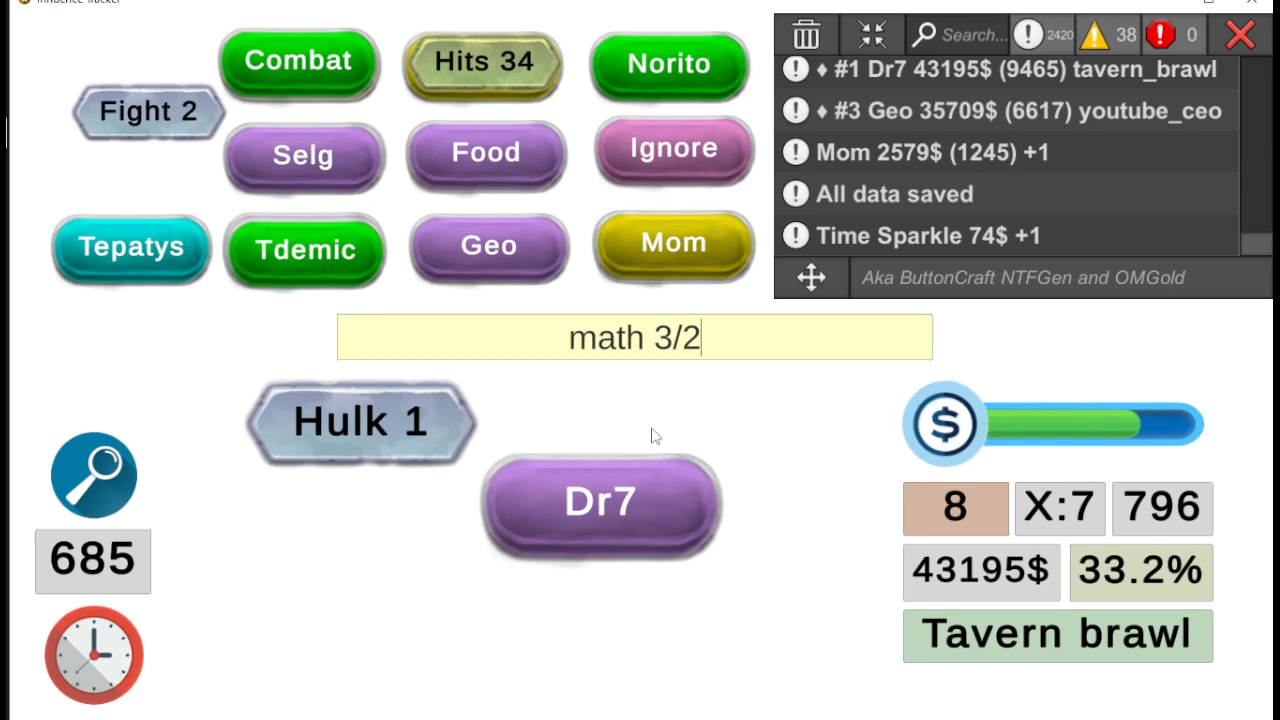 Influence Tracker
Combat
Hits 34
Norito
Fight 2
Selg
Food
Ignore
Tepatys
Tdemic
Geo
Mom
Search...
2420
38
0
♦ #1 Dr7 43195$ (9465) tavern_brawl
♦ #3 Geo 35709$ (6617) youtube_ceo
Mom 2579$ (1245) +1
All data saved
Time Sparkle 74$ +1
Aka ButtonCraft NTFGen and OMGold
math 3/2
Hulk 1
Dr7
685
$
8
X:7
796
43195$
33.2%
Tavern brawl